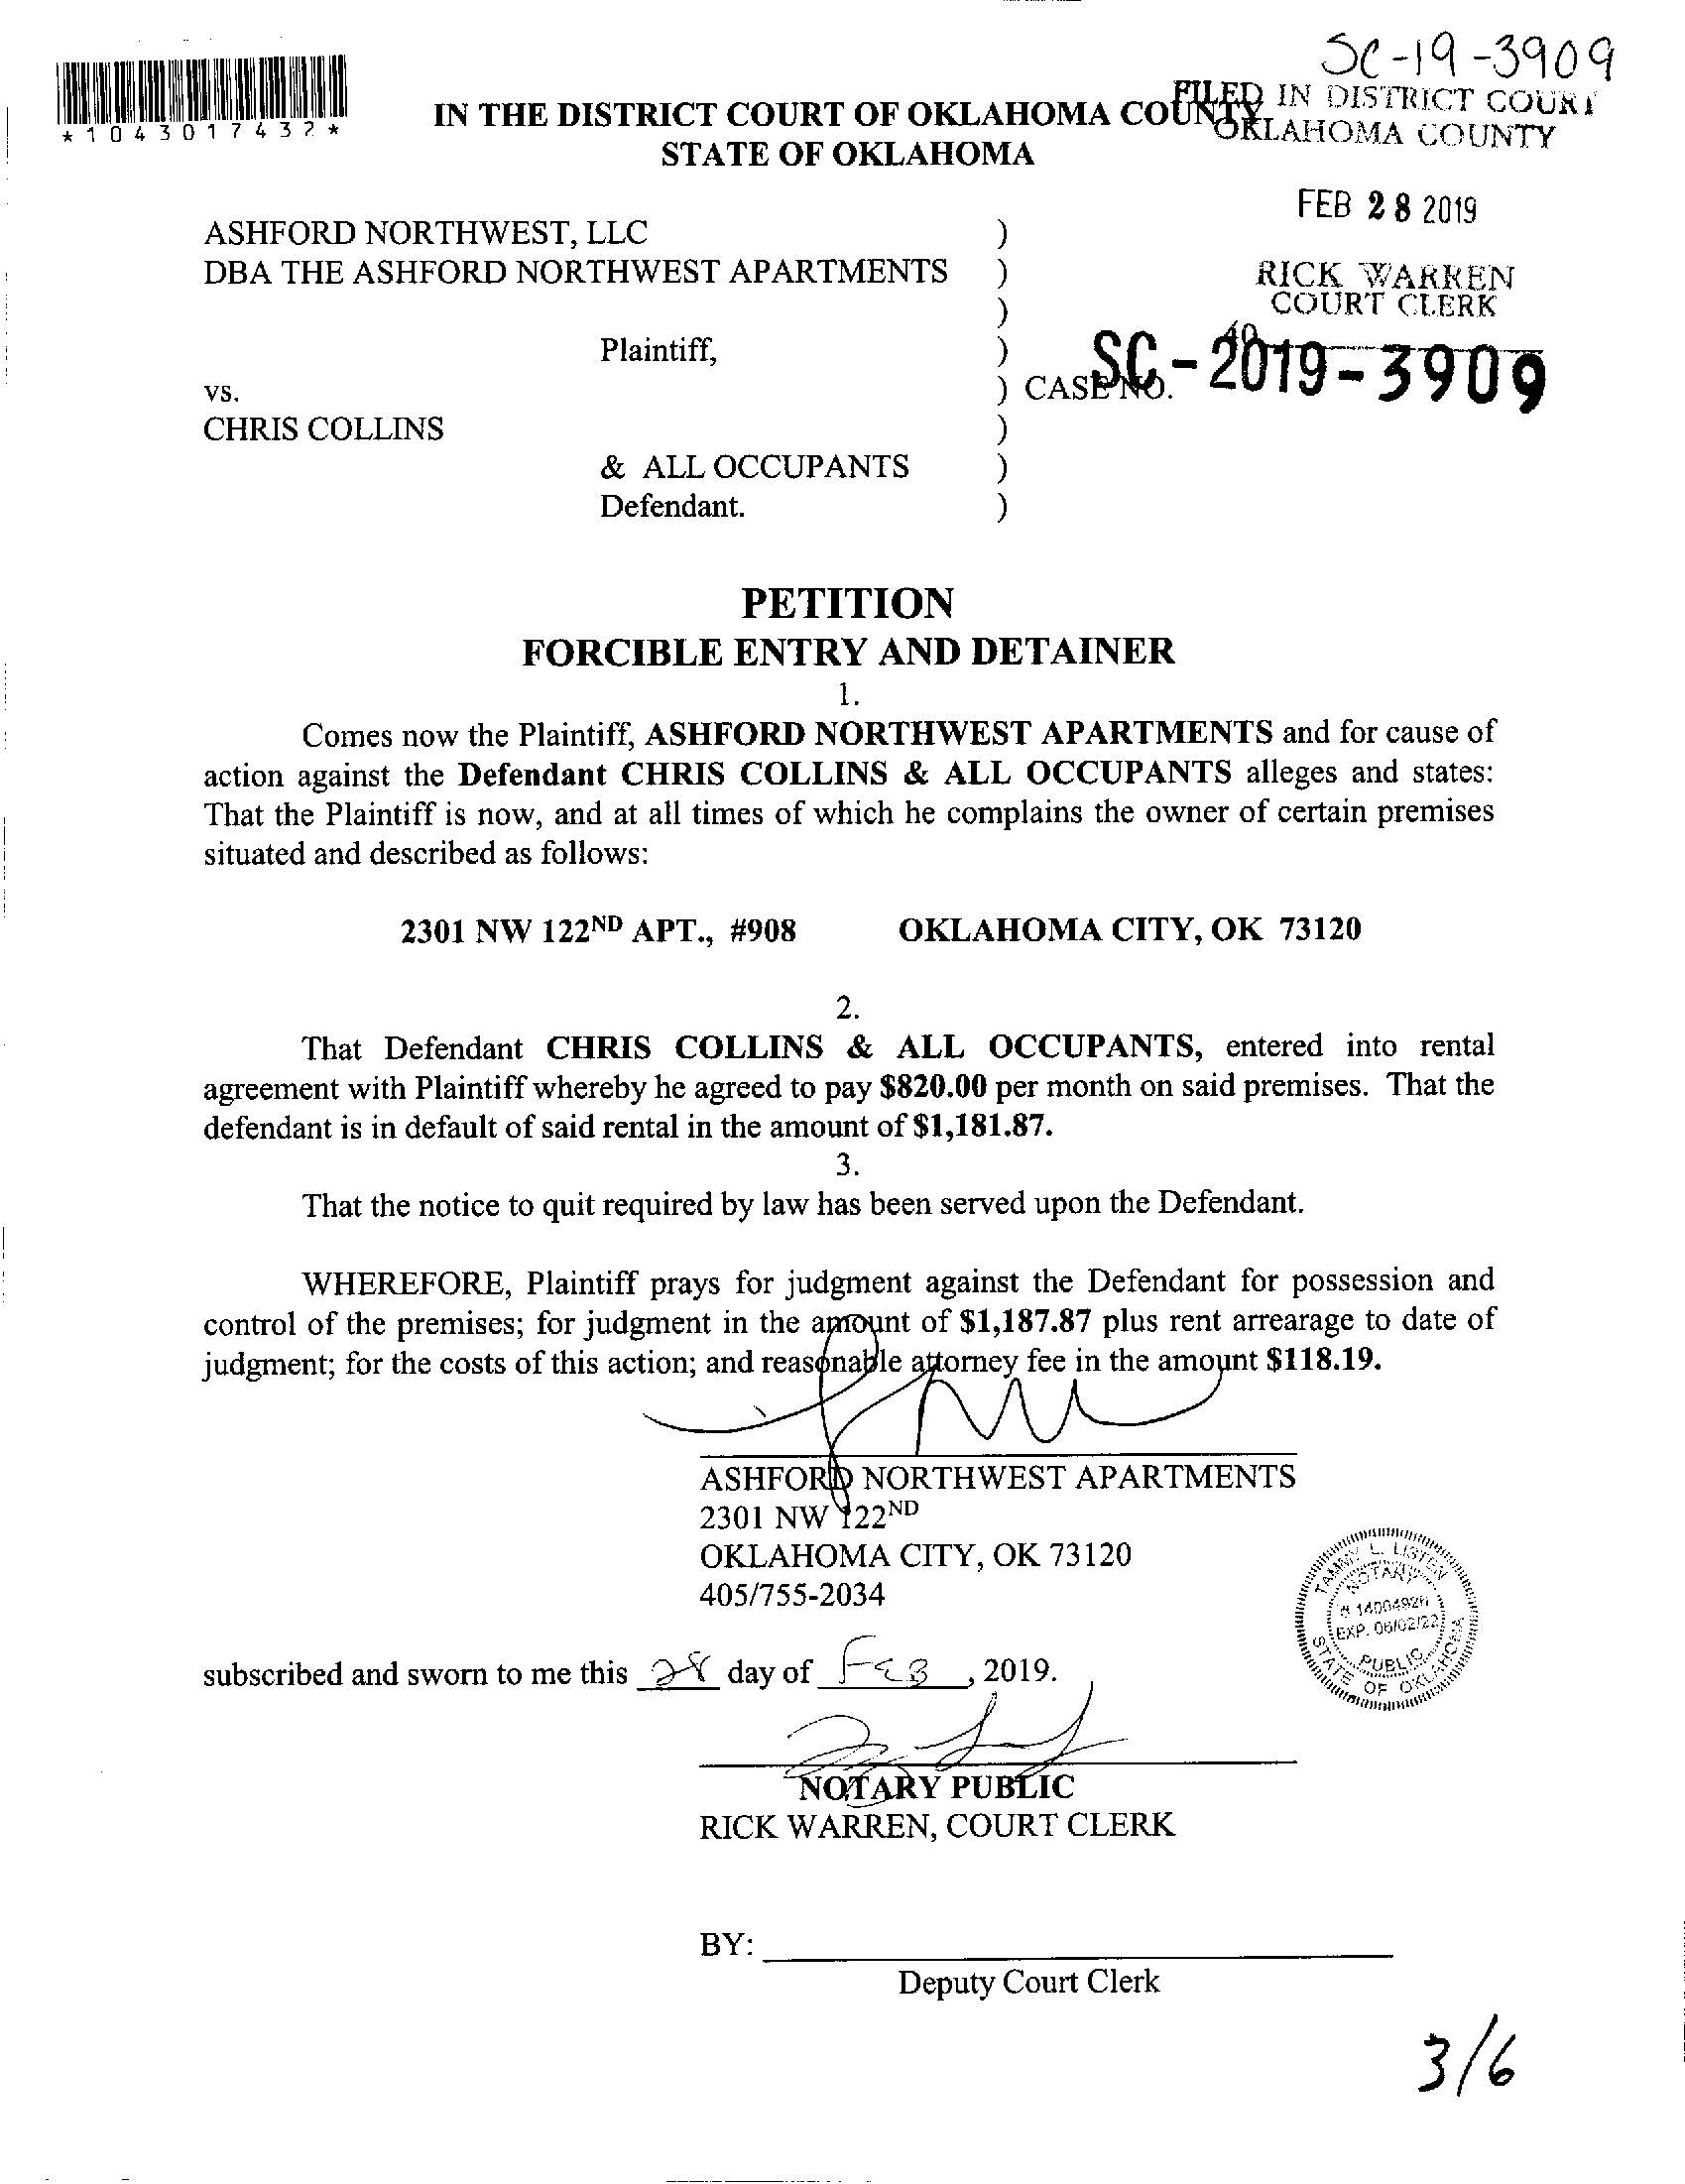 SC-19-3909
*1043017432*
FILED IN DISTRICT COURT
OKLAHOMA COUNTY
IN THE DISTRICT COURT OF OKLAHOMA COUNTY
STATE OF OKLAHOMA
FEB 28 2019
RICK WARREN
COURT CLERK
40
ASHFORD NORTHWEST, LLC )
DBA THE ASHFORD NORTHWEST APARTMENTS )
)
Plaintiff, )
vs. ) CASE NO. SC-2019-3909
CHRIS COLLINS )
& ALL OCCUPANTS )
Defendant. )
PETITION
FORCIBLE ENTRY AND DETAINER
1.
Comes now the Plaintiff, ASHFORD NORTHWEST APARTMENTS and for cause of
action against the Defendant CHRIS COLLINS & ALL OCCUPANTS alleges and states:
That the Plaintiff is now, and at all times of which he complains the owner of certain premises
situated and described as follows:
2301 NW 122ND APT., #908 OKLAHOMA CITY, OK 73120
2.
That Defendant CHRIS COLLINS & ALL OCCUPANTS, entered into rental
agreement with Plaintiff whereby he agreed to pay $820.00 per month on said premises. That the
defendant is in default of said rental in the amount of $1,181.87.
3.
That the notice to quit required by law has been served upon the Defendant.
WHEREFORE, Plaintiff prays for judgment against the Defendant for possession and
control of the premises; for judgment in the amount of $1,187.87 plus rent arrearage to date of
judgment; for the costs of this action; and reasonable attorney fee in the amount $118.19.
ASHFORD NORTHWEST APARTMENTS
2301 NW 122ND
OKLAHOMA CITY, OK 73120
405/755-2034
TAMMY L. LISTEN
NOTARY
# 14004926
EXP. 06/02/22
PUBLIC
STATE OF OKLAHOMA
subscribed and sworn to me this 28 day of FEB, 2019.
NOTARY PUBLIC
RICK WARREN, COURT CLERK
BY:
Deputy Court Clerk
3/6